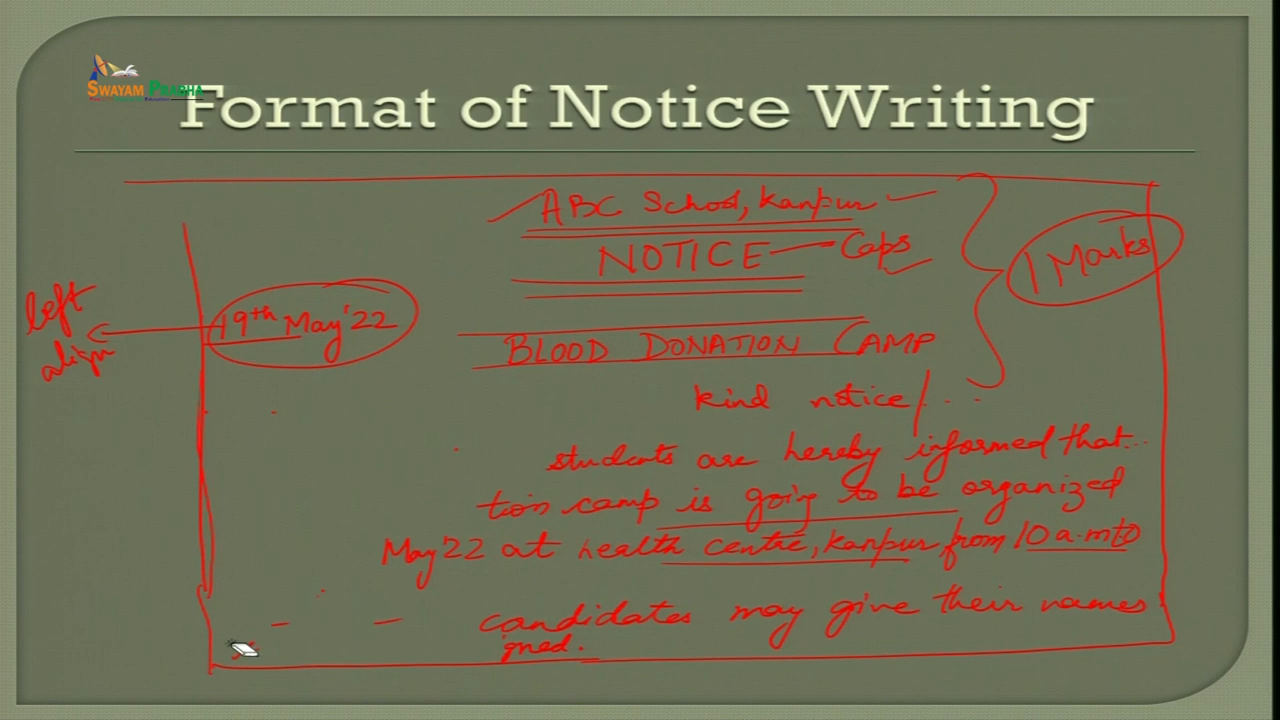 SWAYAM PRABHA
Format of Notice Writing
ABC School, Kanpur
NOTICE - Caps
1 Marks
left align
19th May'22
BLOOD DONATION CAMP
kind notice / ...
students are hereby informed that...
tion camp is going to be organized
May'22 at health centre, Kanpur, from 10 a.m to
- - candidates may give their names
gned.